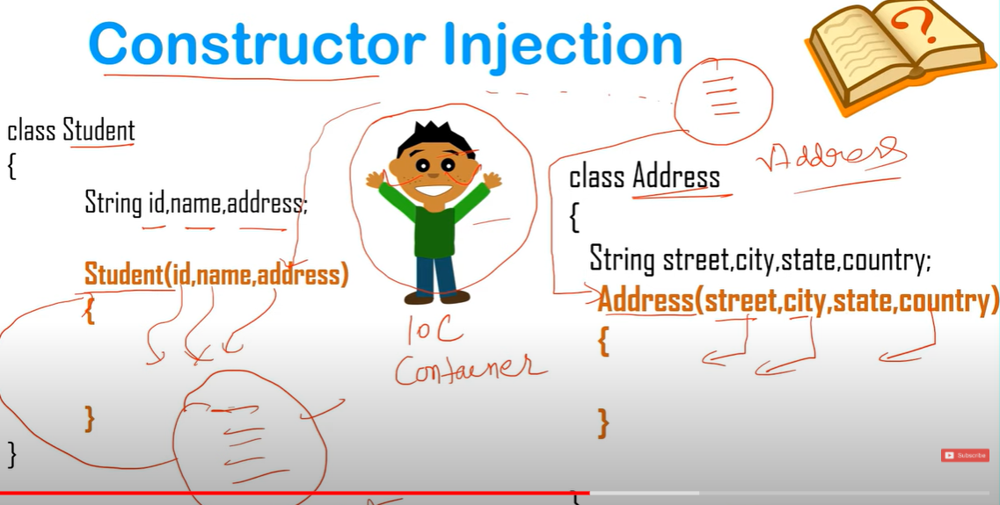 Constructor Injection
?
class Student
{
String id,name,address;
Student(id,name,address)
{
}
}
IOC
Container
Address
class Address
{
String street,city,state,country;
Address(street,city,state,country)
{
}
Subscribe